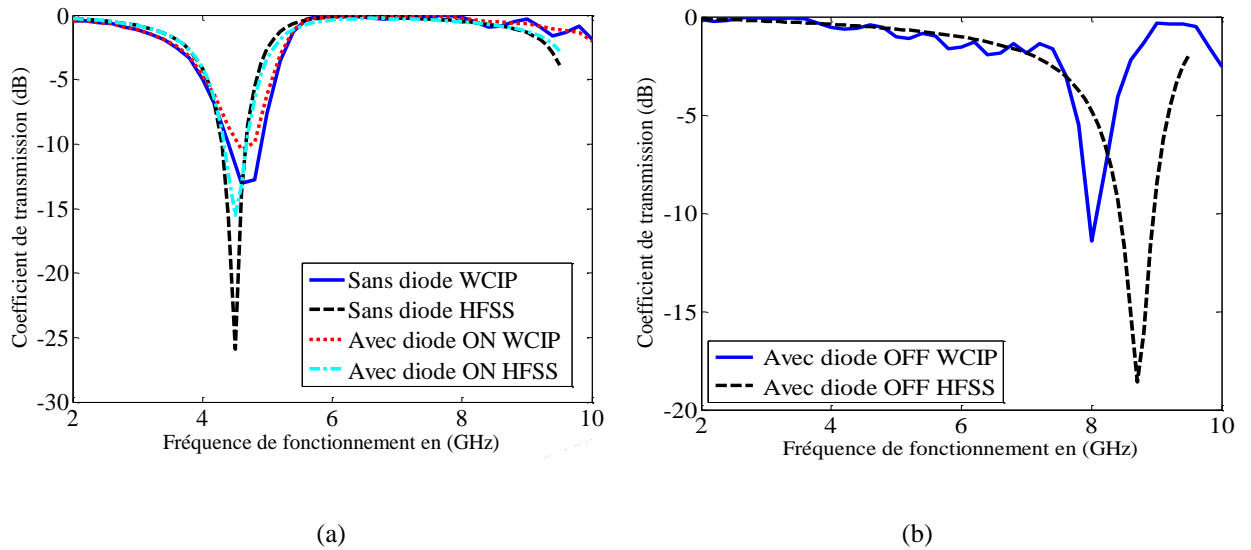 0
-5
-10
-15
-20
-25
-30
2
4
6
8
10
Coefficient de transmission (dB)
Fréquence de fonctionnement en (GHz)
Sans diode WCIP
Sans diode HFSS
Avec diode ON WCIP
Avec diode ON HFSS
(a)
0
-5
-10
-15
-20
2
4
6
8
10
Coefficient de transmission (dB)
Fréquence de fonctionnement en (GHz)
Avec diode OFF WCIP
Avec diode OFF HFSS
(b)